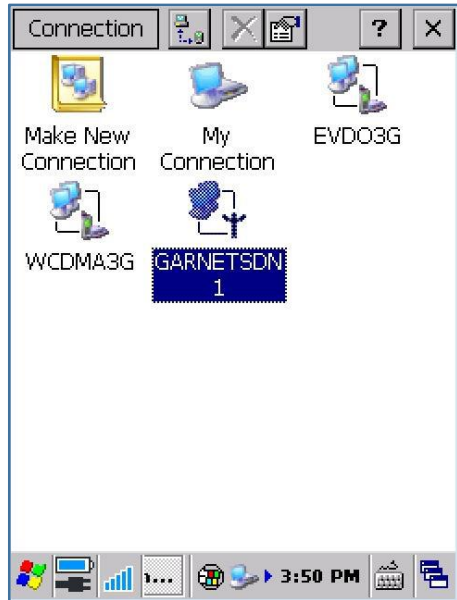 Connection
?
Make New
Connection
My
Connection
EVDO3G
WCDMA3G
GARNETSDN
1
3:50 PM